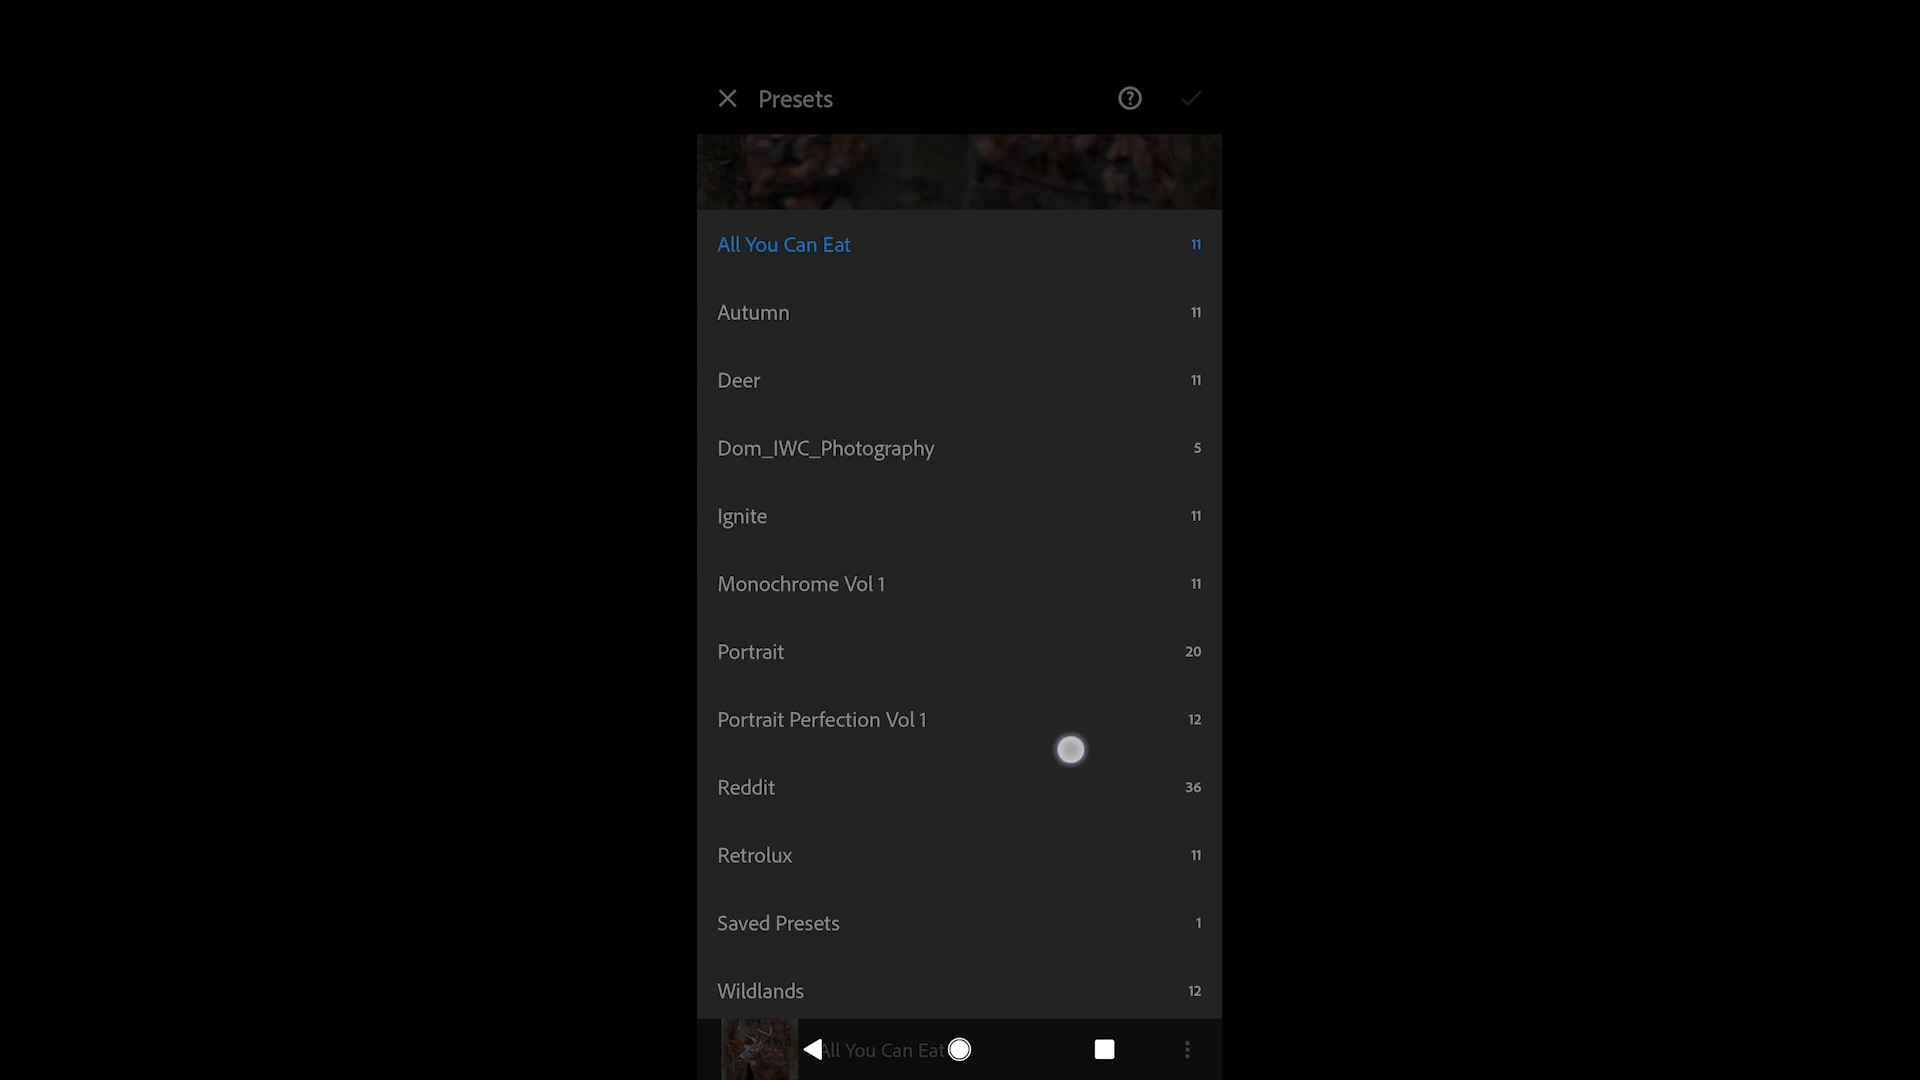 Presets
All You Can Eat 11
Autumn 11
Deer 11
Dom_IWC_Photography 5
Ignite 11
Monochrome Vol 1 11
Portrait 20
Portrait Perfection Vol 1 12
Reddit 36
Retrolux 11
Saved Presets 1
Wildlands 12
All You Can Eat